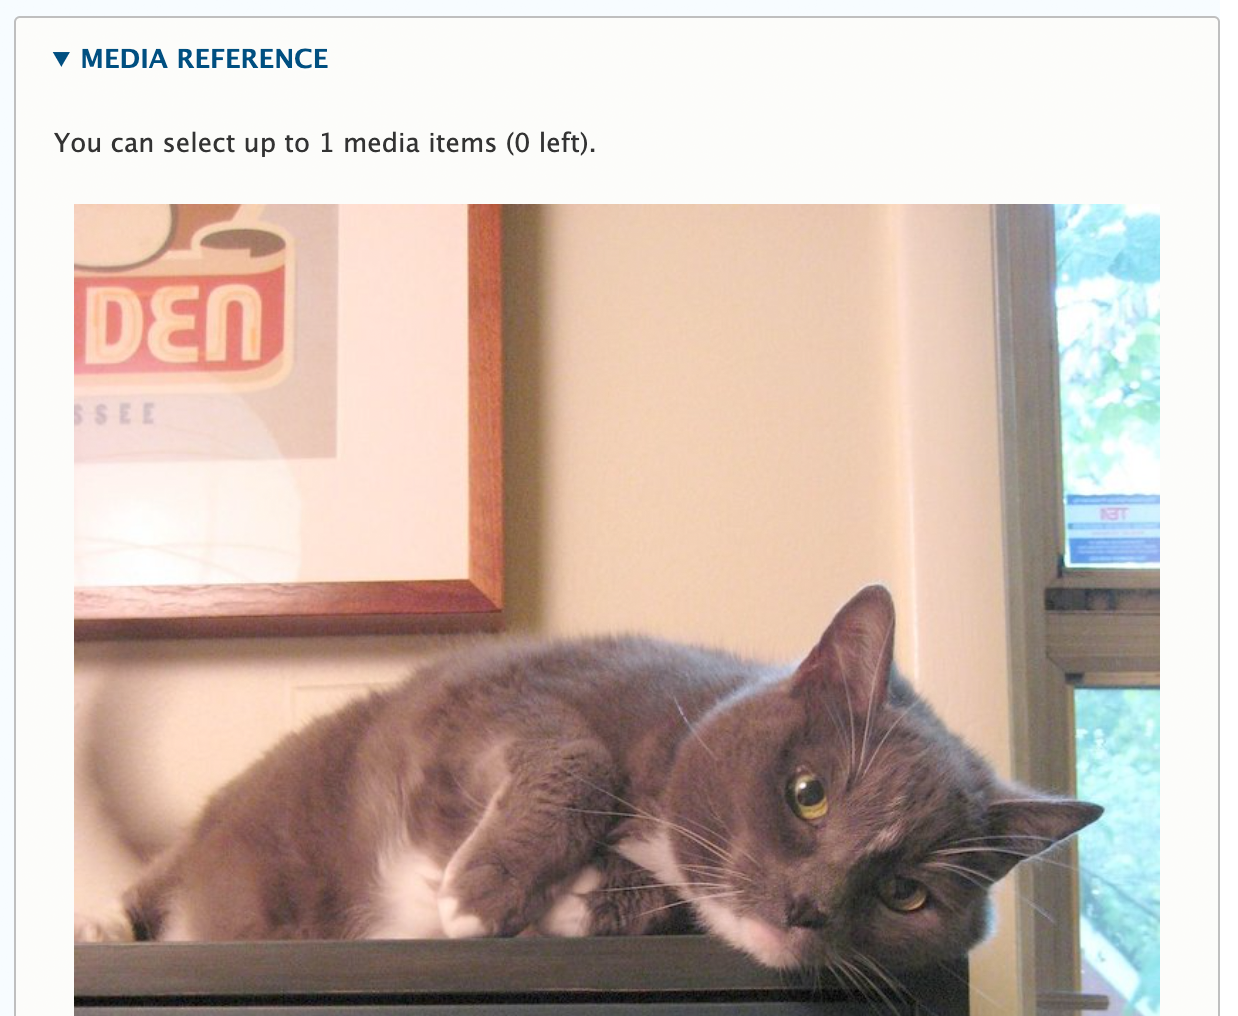 MEDIA REFERENCE
You can select up to 1 media items (0 left).
DEN
SSEE